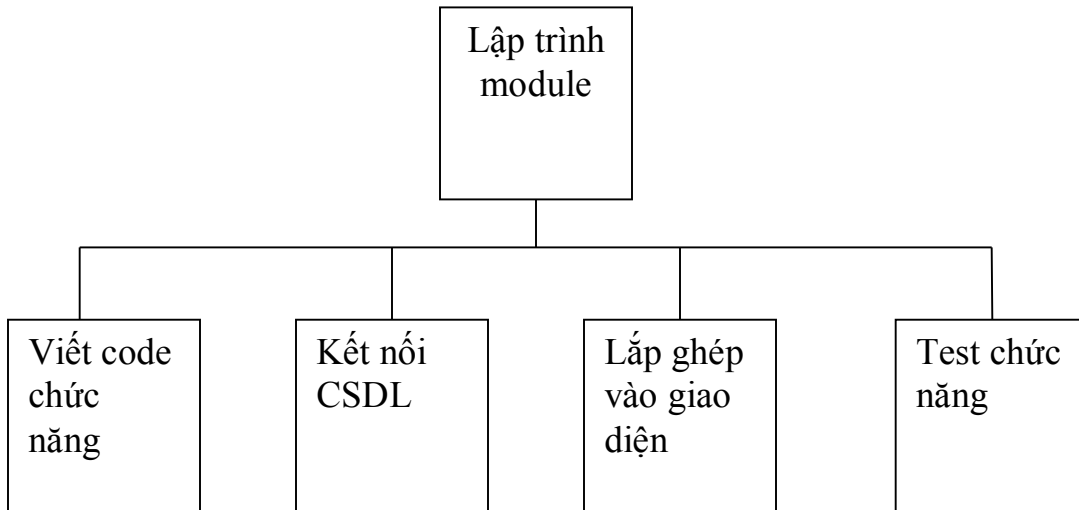 Lập trình
module
Viết code
chức
năng
Kết nối
CSDL
Lắp ghép
vào giao
diện
Test chức
năng